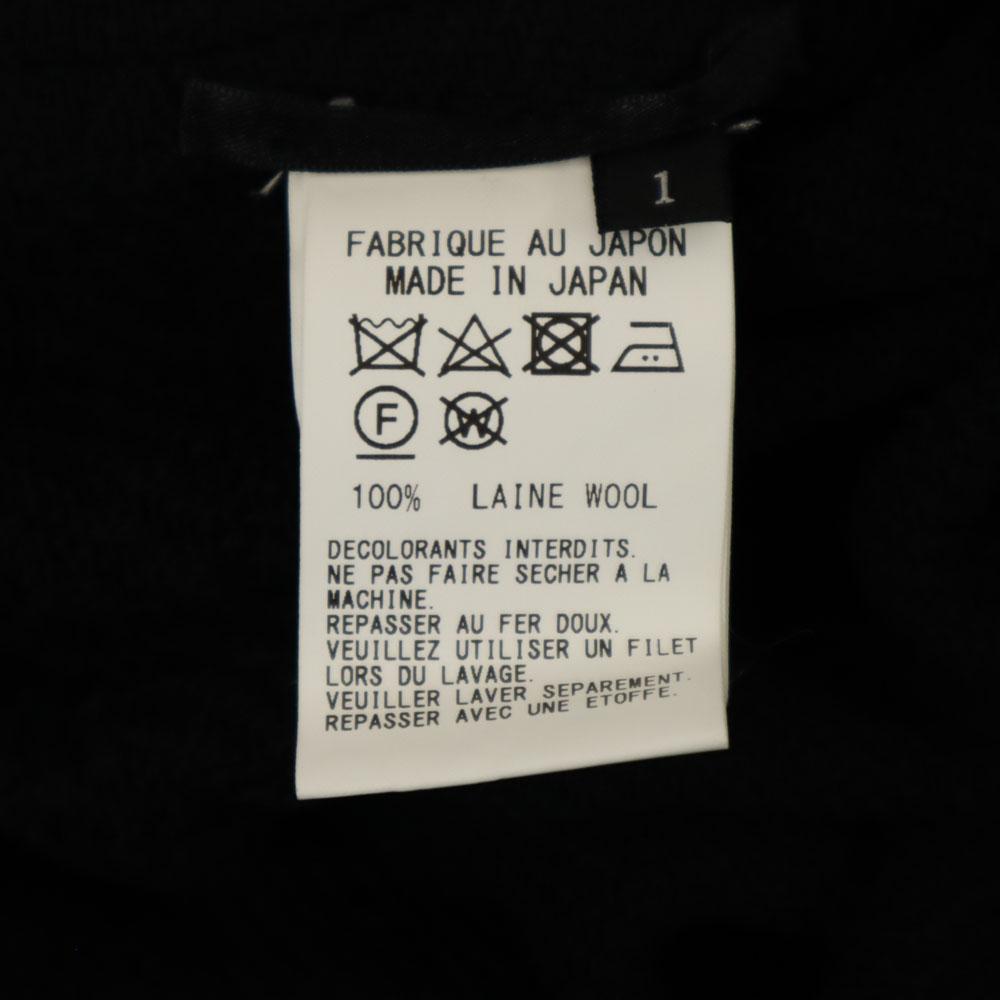 1
FABRIQUE AU JAPON
MADE IN JAPAN
F W
100% LAINE WOOL
DECOLORANTS INTERDITS.
NE PAS FAIRE SECHER A LA
MACHINE.
REPASSER AU FER DOUX.
VEUILLEZ UTILISER UN FILET
LORS DU LAVAGE.
VEUILLER LAVER SEPAREMENT.
REPASSER AVEC UNE ETOFFE.